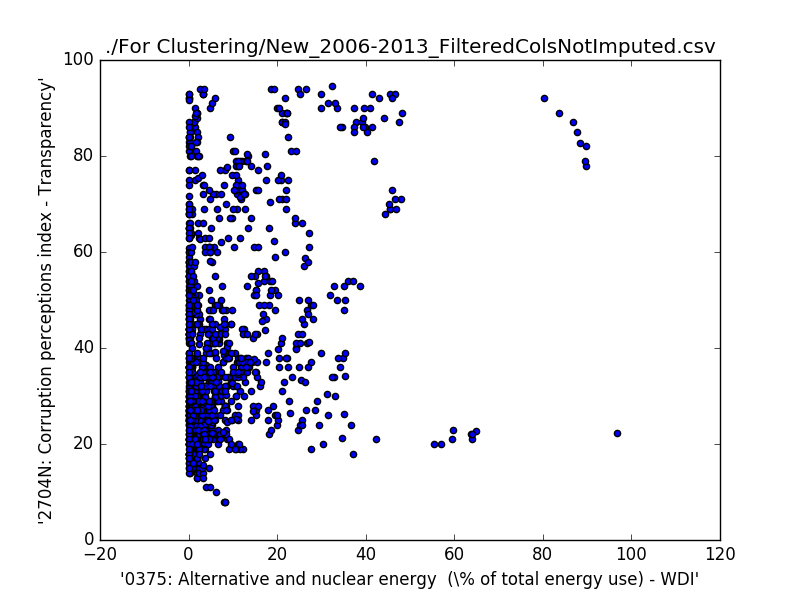 ./For Clustering/New_2006-2013_FilteredColsNotImputed.csv
100
80
60
40
20
0
'2704N: Corruption perceptions index - Transparency'
−20 0 20 40 60 80 100 120
'0375: Alternative and nuclear energy  (\% of total energy use) - WDI'